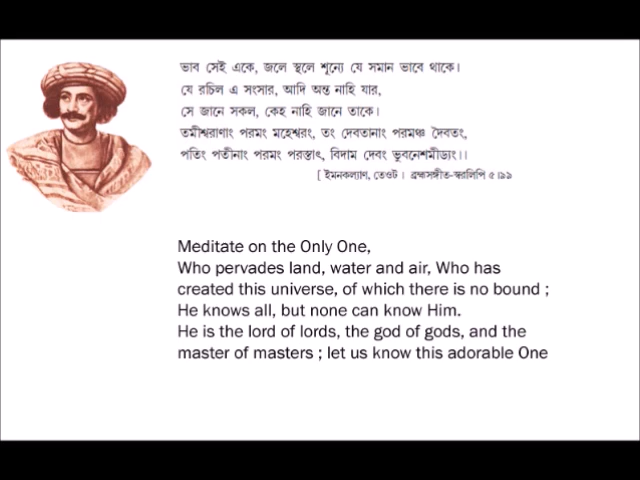 ভাব সেই একে, জলে স্থলে শূন্যে যে সমান ভাবে থাকে।
যে রচিল এ সংসার, আদি অন্ত নাহি যার,
সে জানে সকল, কেহ নাহি জানে তাকে।
তমীশ্বরাণাং পরমং মহেশ্বরং, তং দেবতানাং পরমঞ্চ দৈবতং,
পতিং পতীনাং পরমং পরস্তাৎ, বিদাম দেবং ভুবনেশমীড্যং।।
[ ইমনকল্যাণ, তেওট । ব্রহ্মসঙ্গীত-স্বরলিপি ৫।৯৯
Meditate on the Only One,
Who pervades land, water and air, Who has
created this universe, of which there is no bound ;
He knows all, but none can know Him.
He is the lord of lords, the god of gods, and the
master of masters ; let us know this adorable One